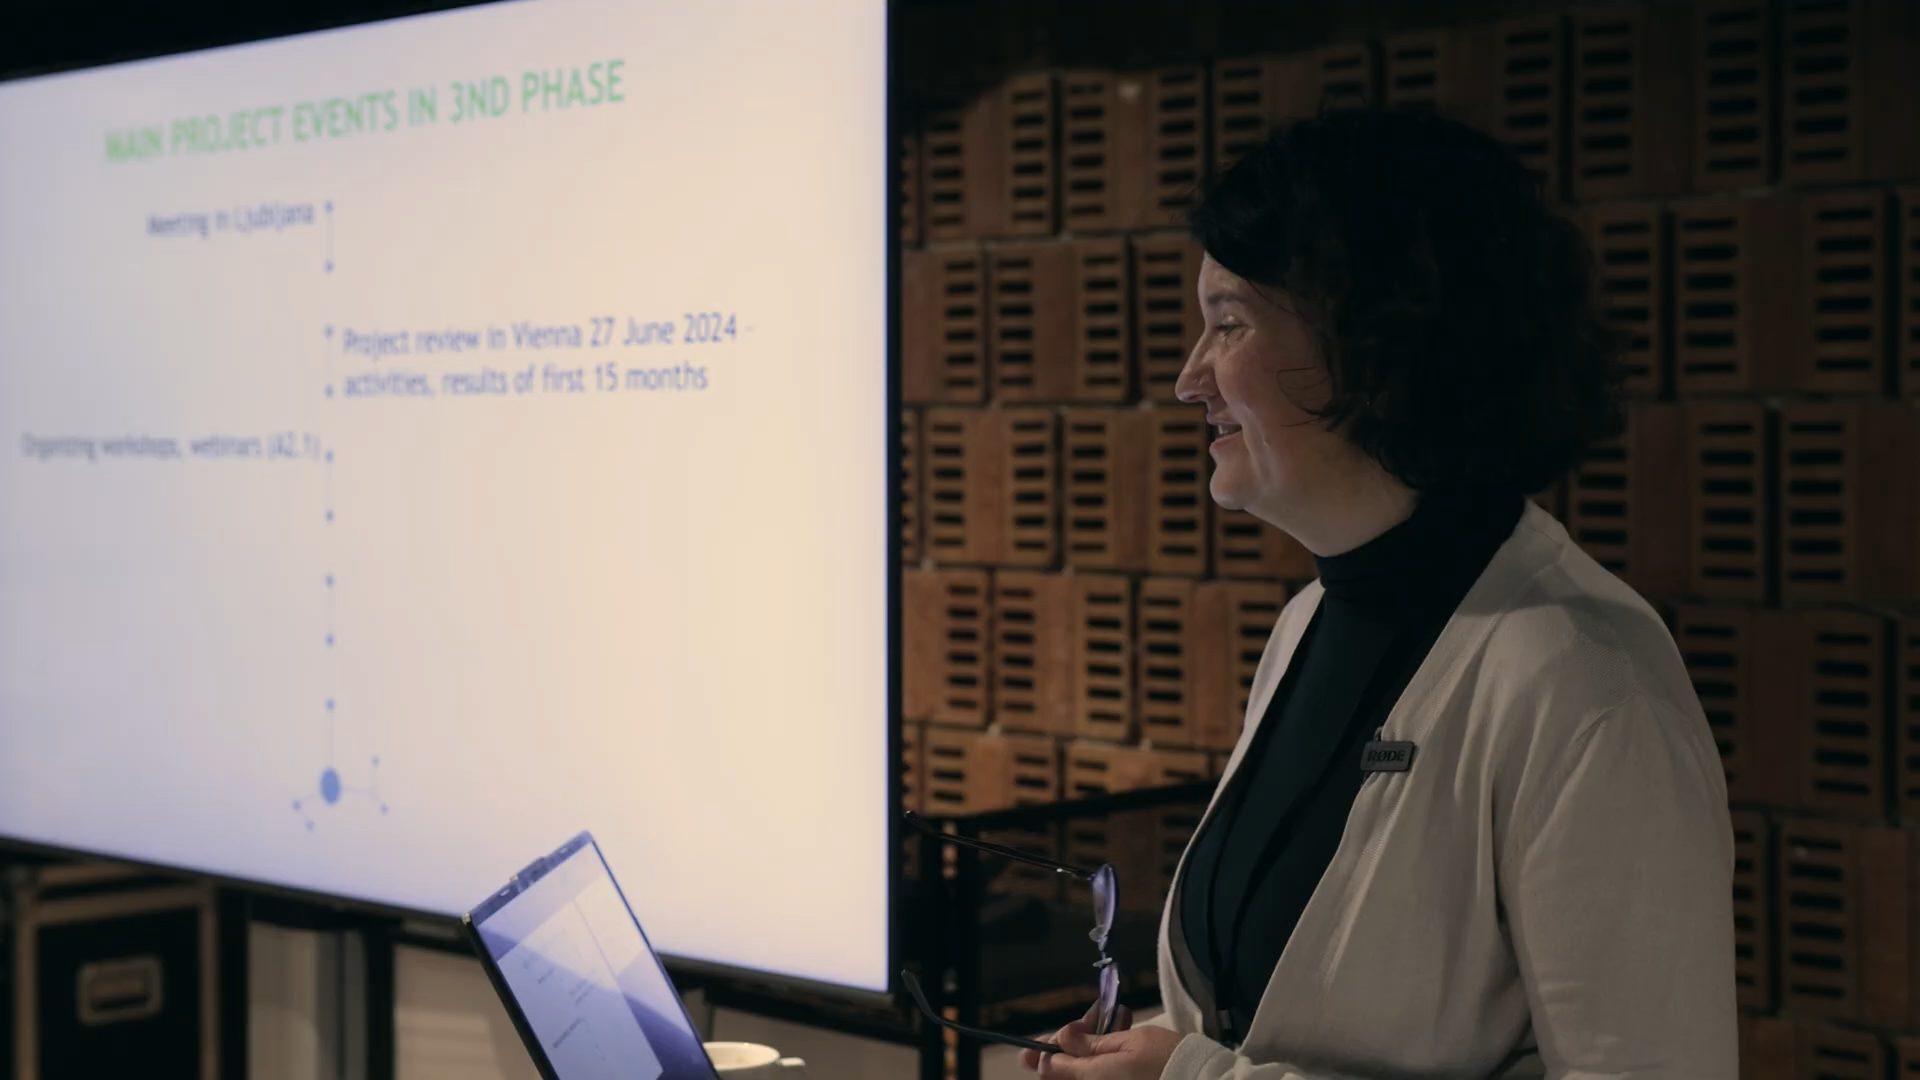 MAIN PROJECT EVENTS IN 3ND PHASE
Meeting in Ljubljana
Project review in Vienna 27 June 2024 -
activities, results of first 15 months
Organizing workshops, webinars (A2.1)
RØDE